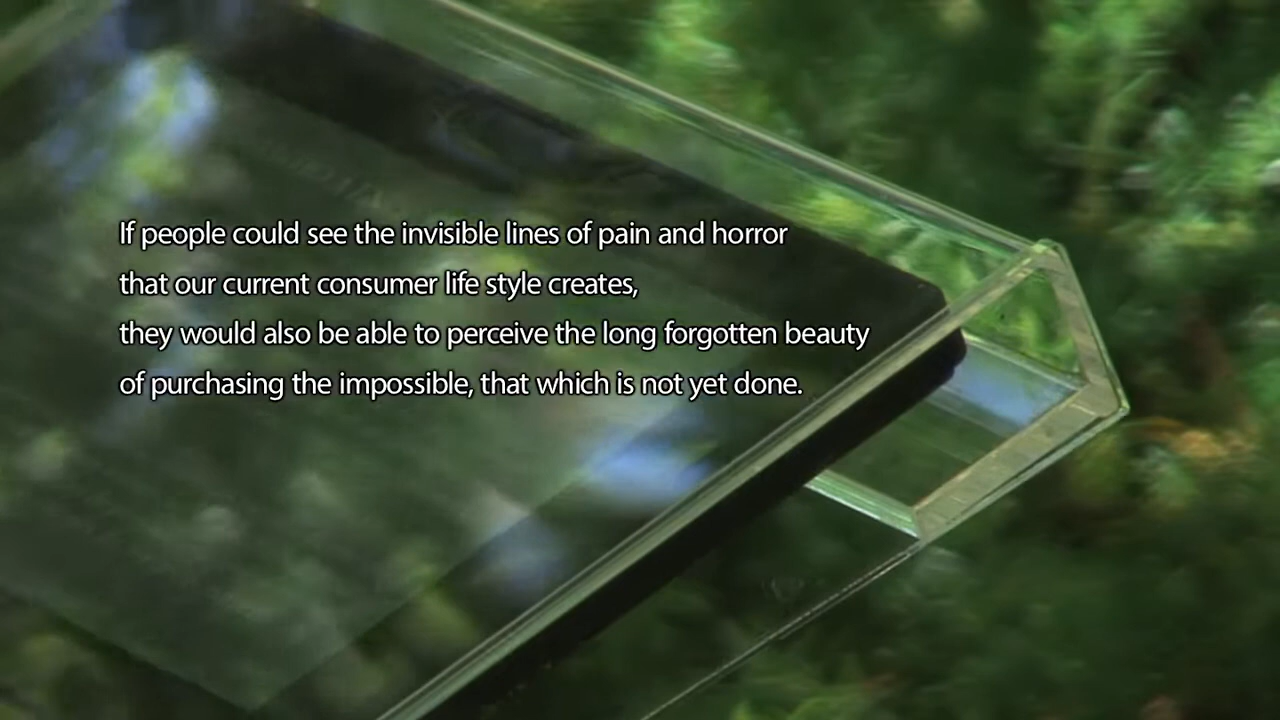 If people could see the invisible lines of pain and horror
that our current consumer life style creates,
they would also be able to perceive the long forgotten beauty
of purchasing the impossible, that which is not yet done.